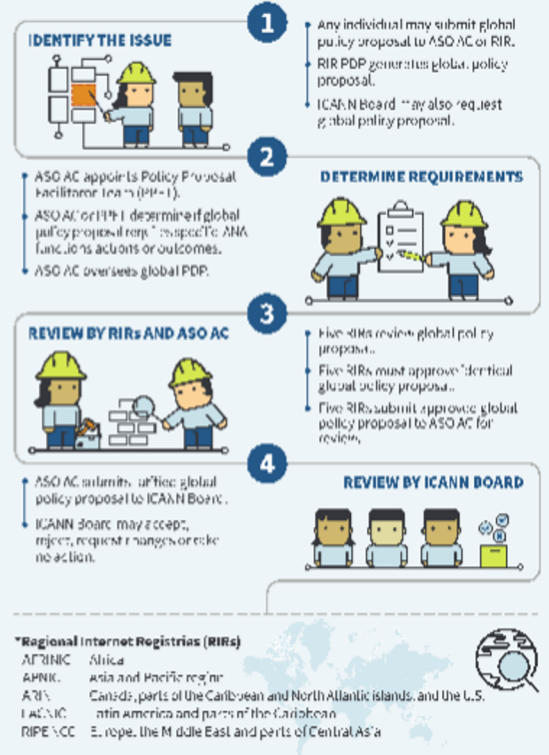 1
IDENTIFY THE ISSUE
Any individual may submit global
policy proposal to ASO AC or RIR.
RIR PDP generates global policy
proposal.
ICANN Board may also request
global policy proposal.
2
DETERMINE REQUIREMENTS
ASO AC appoints Policy Proposal
Facilitator Team (PPFT).
ASO AC or PPFT determine if global
policy proposal requires specific IANA
functions actions or outcomes.
ASO AC oversees global PDP.
3
REVIEW BY RIRs AND ASO AC
Five RIRs review global policy
proposal.
Five RIRs must approve identical
global policy proposal.
Five RIRs submit approved global
policy proposal to ASO AC for
review.
4
REVIEW BY ICANN BOARD
ASO AC submits ratified global
policy proposal to ICANN Board.
ICANN Board may accept,
reject, request changes or take
no action.
*Regional Internet Registries (RIRs)
AFRINIC Africa
APNIC Asia and Pacific region
ARIN Canada, parts of the Caribbean and North Atlantic islands, and the U.S.
LACNIC Latin America and parts of the Caribbean
RIPE NCC Europe, the Middle East and parts of Central Asia